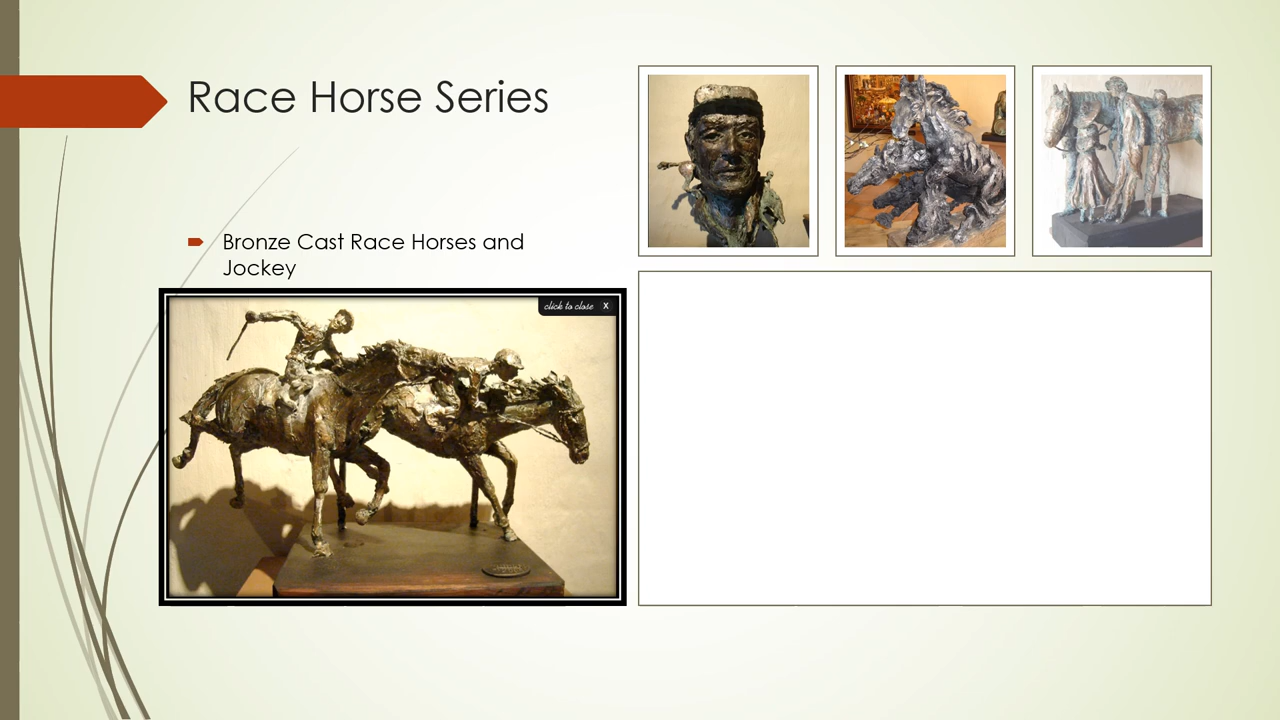 Race Horse Series
Bronze Cast Race Horses and
Jockey
click to close X